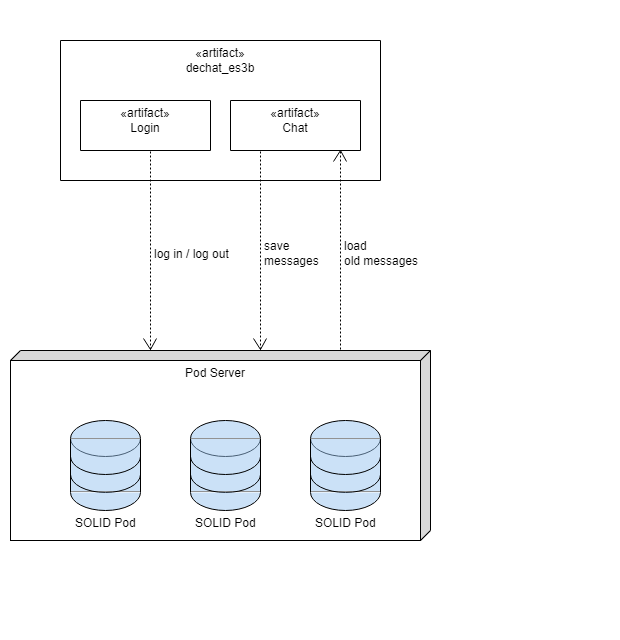 «artifact»
dechat_es3b
«artifact»
Login
«artifact»
Chat
log in / log out
save
messages
load
old messages
Pod Server
SOLID Pod
SOLID Pod
SOLID Pod